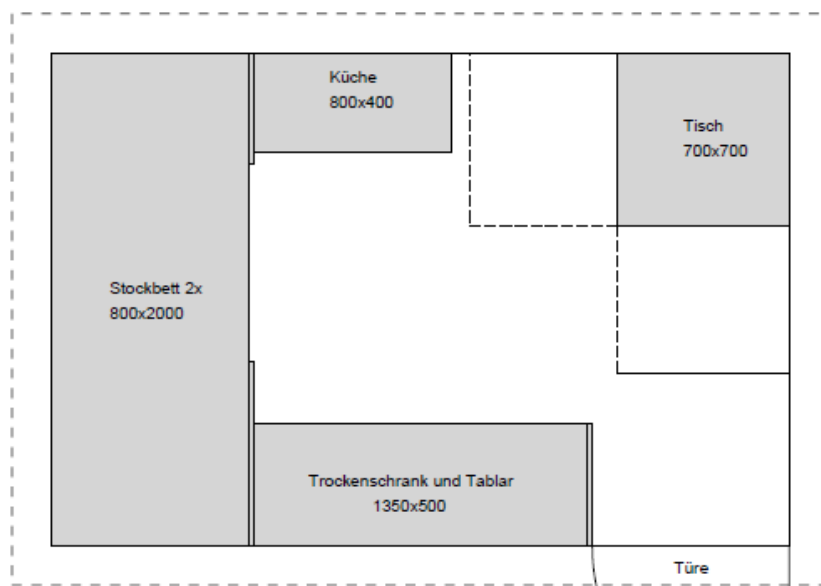 Küche
800x400
Tisch
700x700
Stockbett 2x
800x2000
Trockenschrank und Tablar
1350x500
Türe